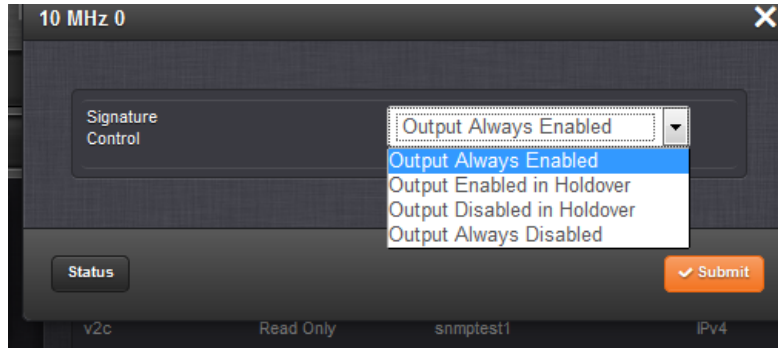 10 MHz 0
Signature
Control
Output Always Enabled
Output Always Enabled
Output Enabled in Holdover
Output Disabled in Holdover
Output Always Disabled
Status
Submit
v2c Read Only snmptest1 IPv4